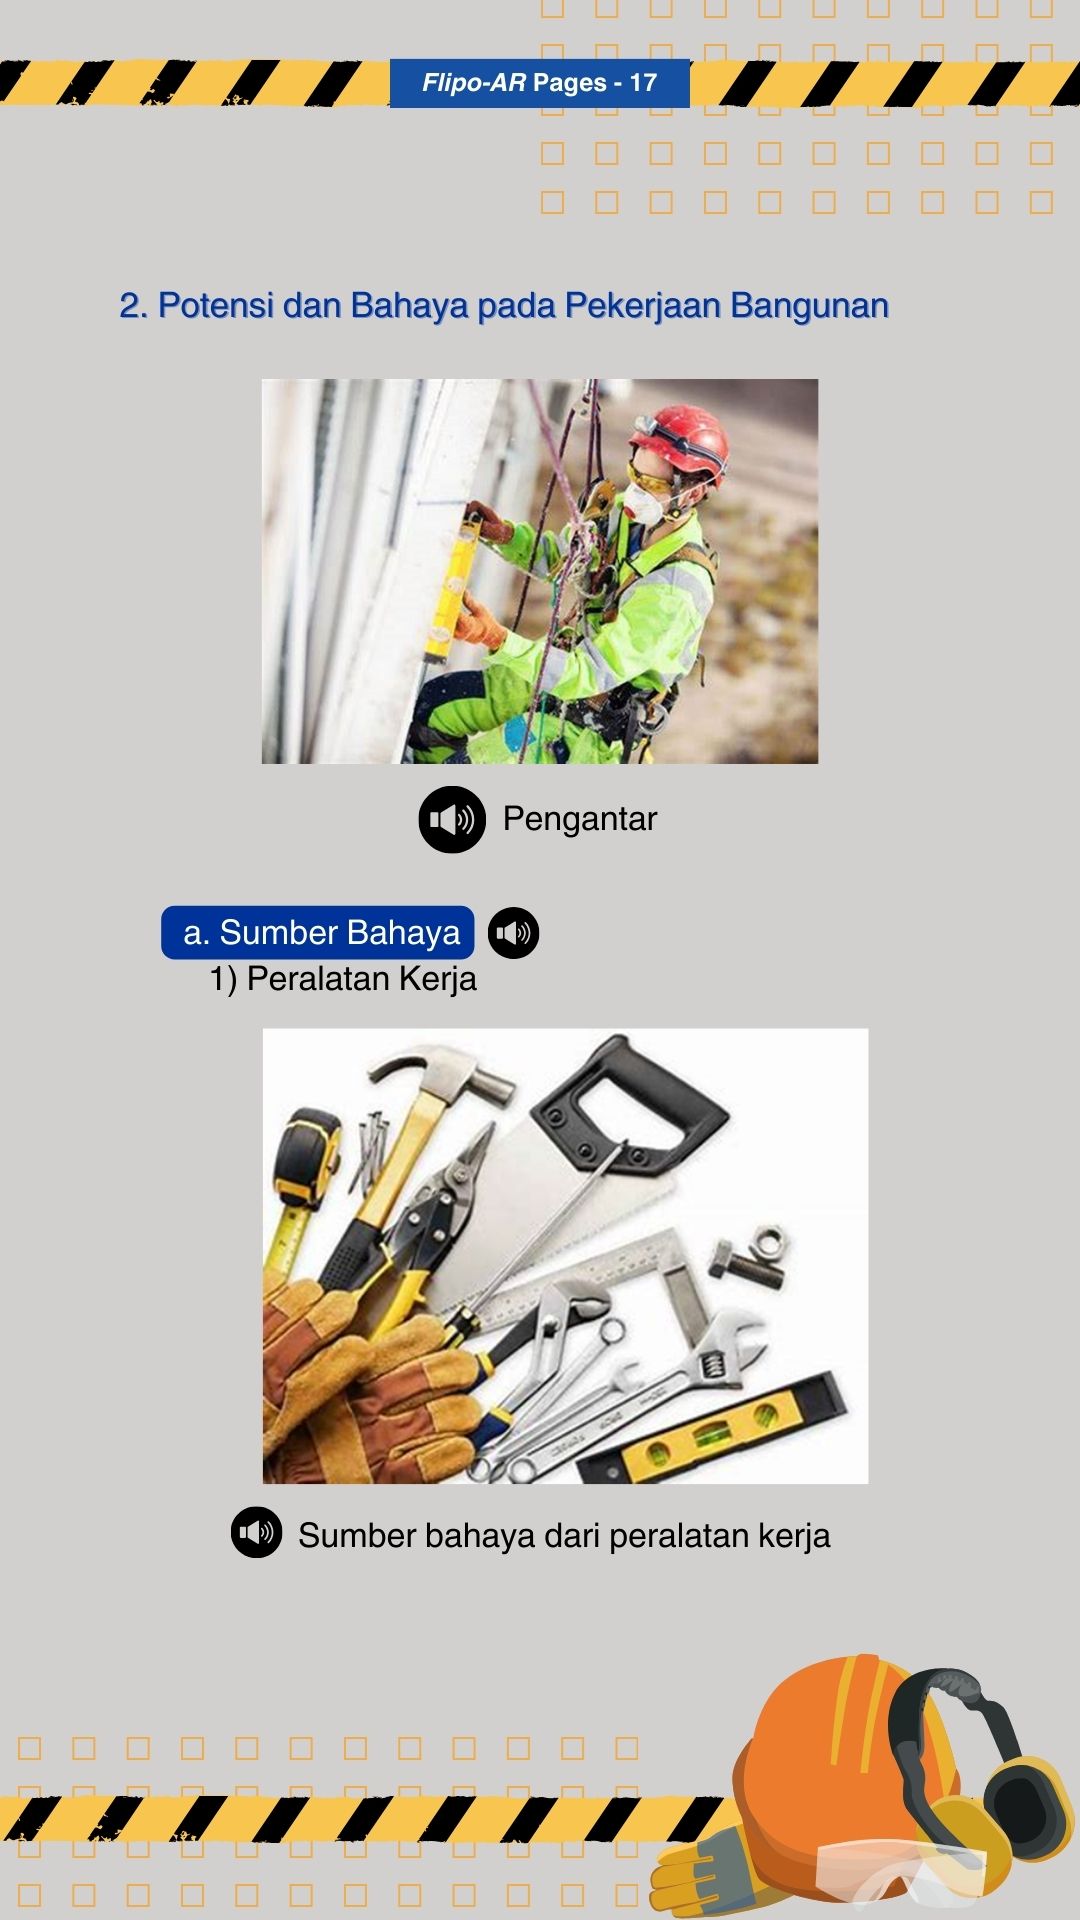 Flipo-AR Pages - 17
2. Potensi dan Bahaya pada Pekerjaan Bangunan
Pengantar
a. Sumber Bahaya
1) Peralatan Kerja
Sumber bahaya dari peralatan kerja